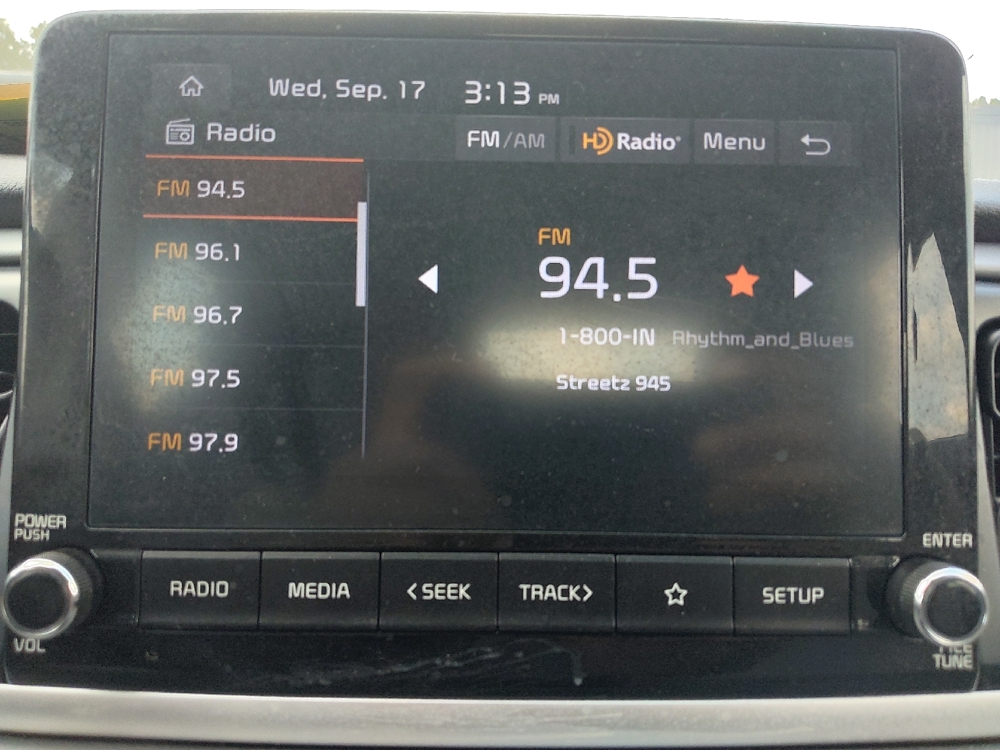 Wed, Sep. 17 3:13 PM
Radio FM/AM HD Radio® Menu
FM 94.5
FM 96.1
FM 96.7
FM 97.5
FM 97.9
FM
94.5
1-800-IN Rhythm_and_Blues
Streetz 945
POWER
PUSH
VOL
RADIO MEDIA <SEEK TRACK> SETUP
ENTER
FILE
TUNE